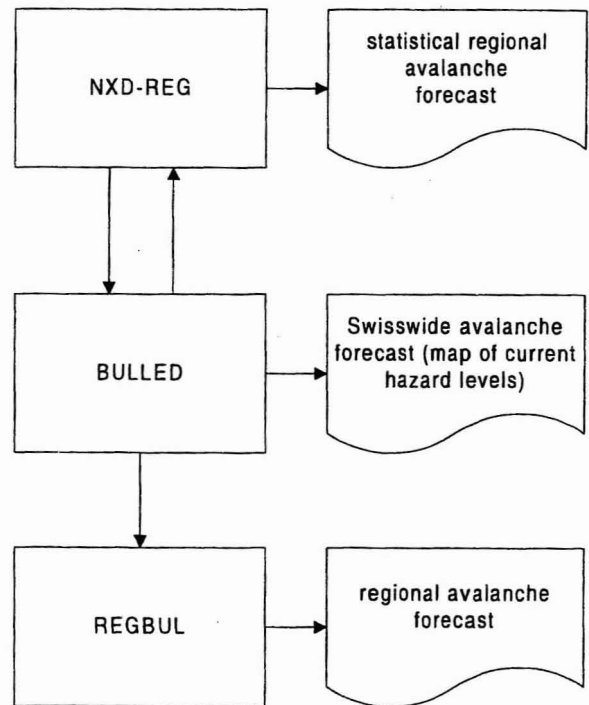 NXD-REG
statistical regional
avalanche
forecast
BULLED
Swisswide avalanche
forecast (map of current
hazard levels)
REGBUL
regional avalanche
forecast